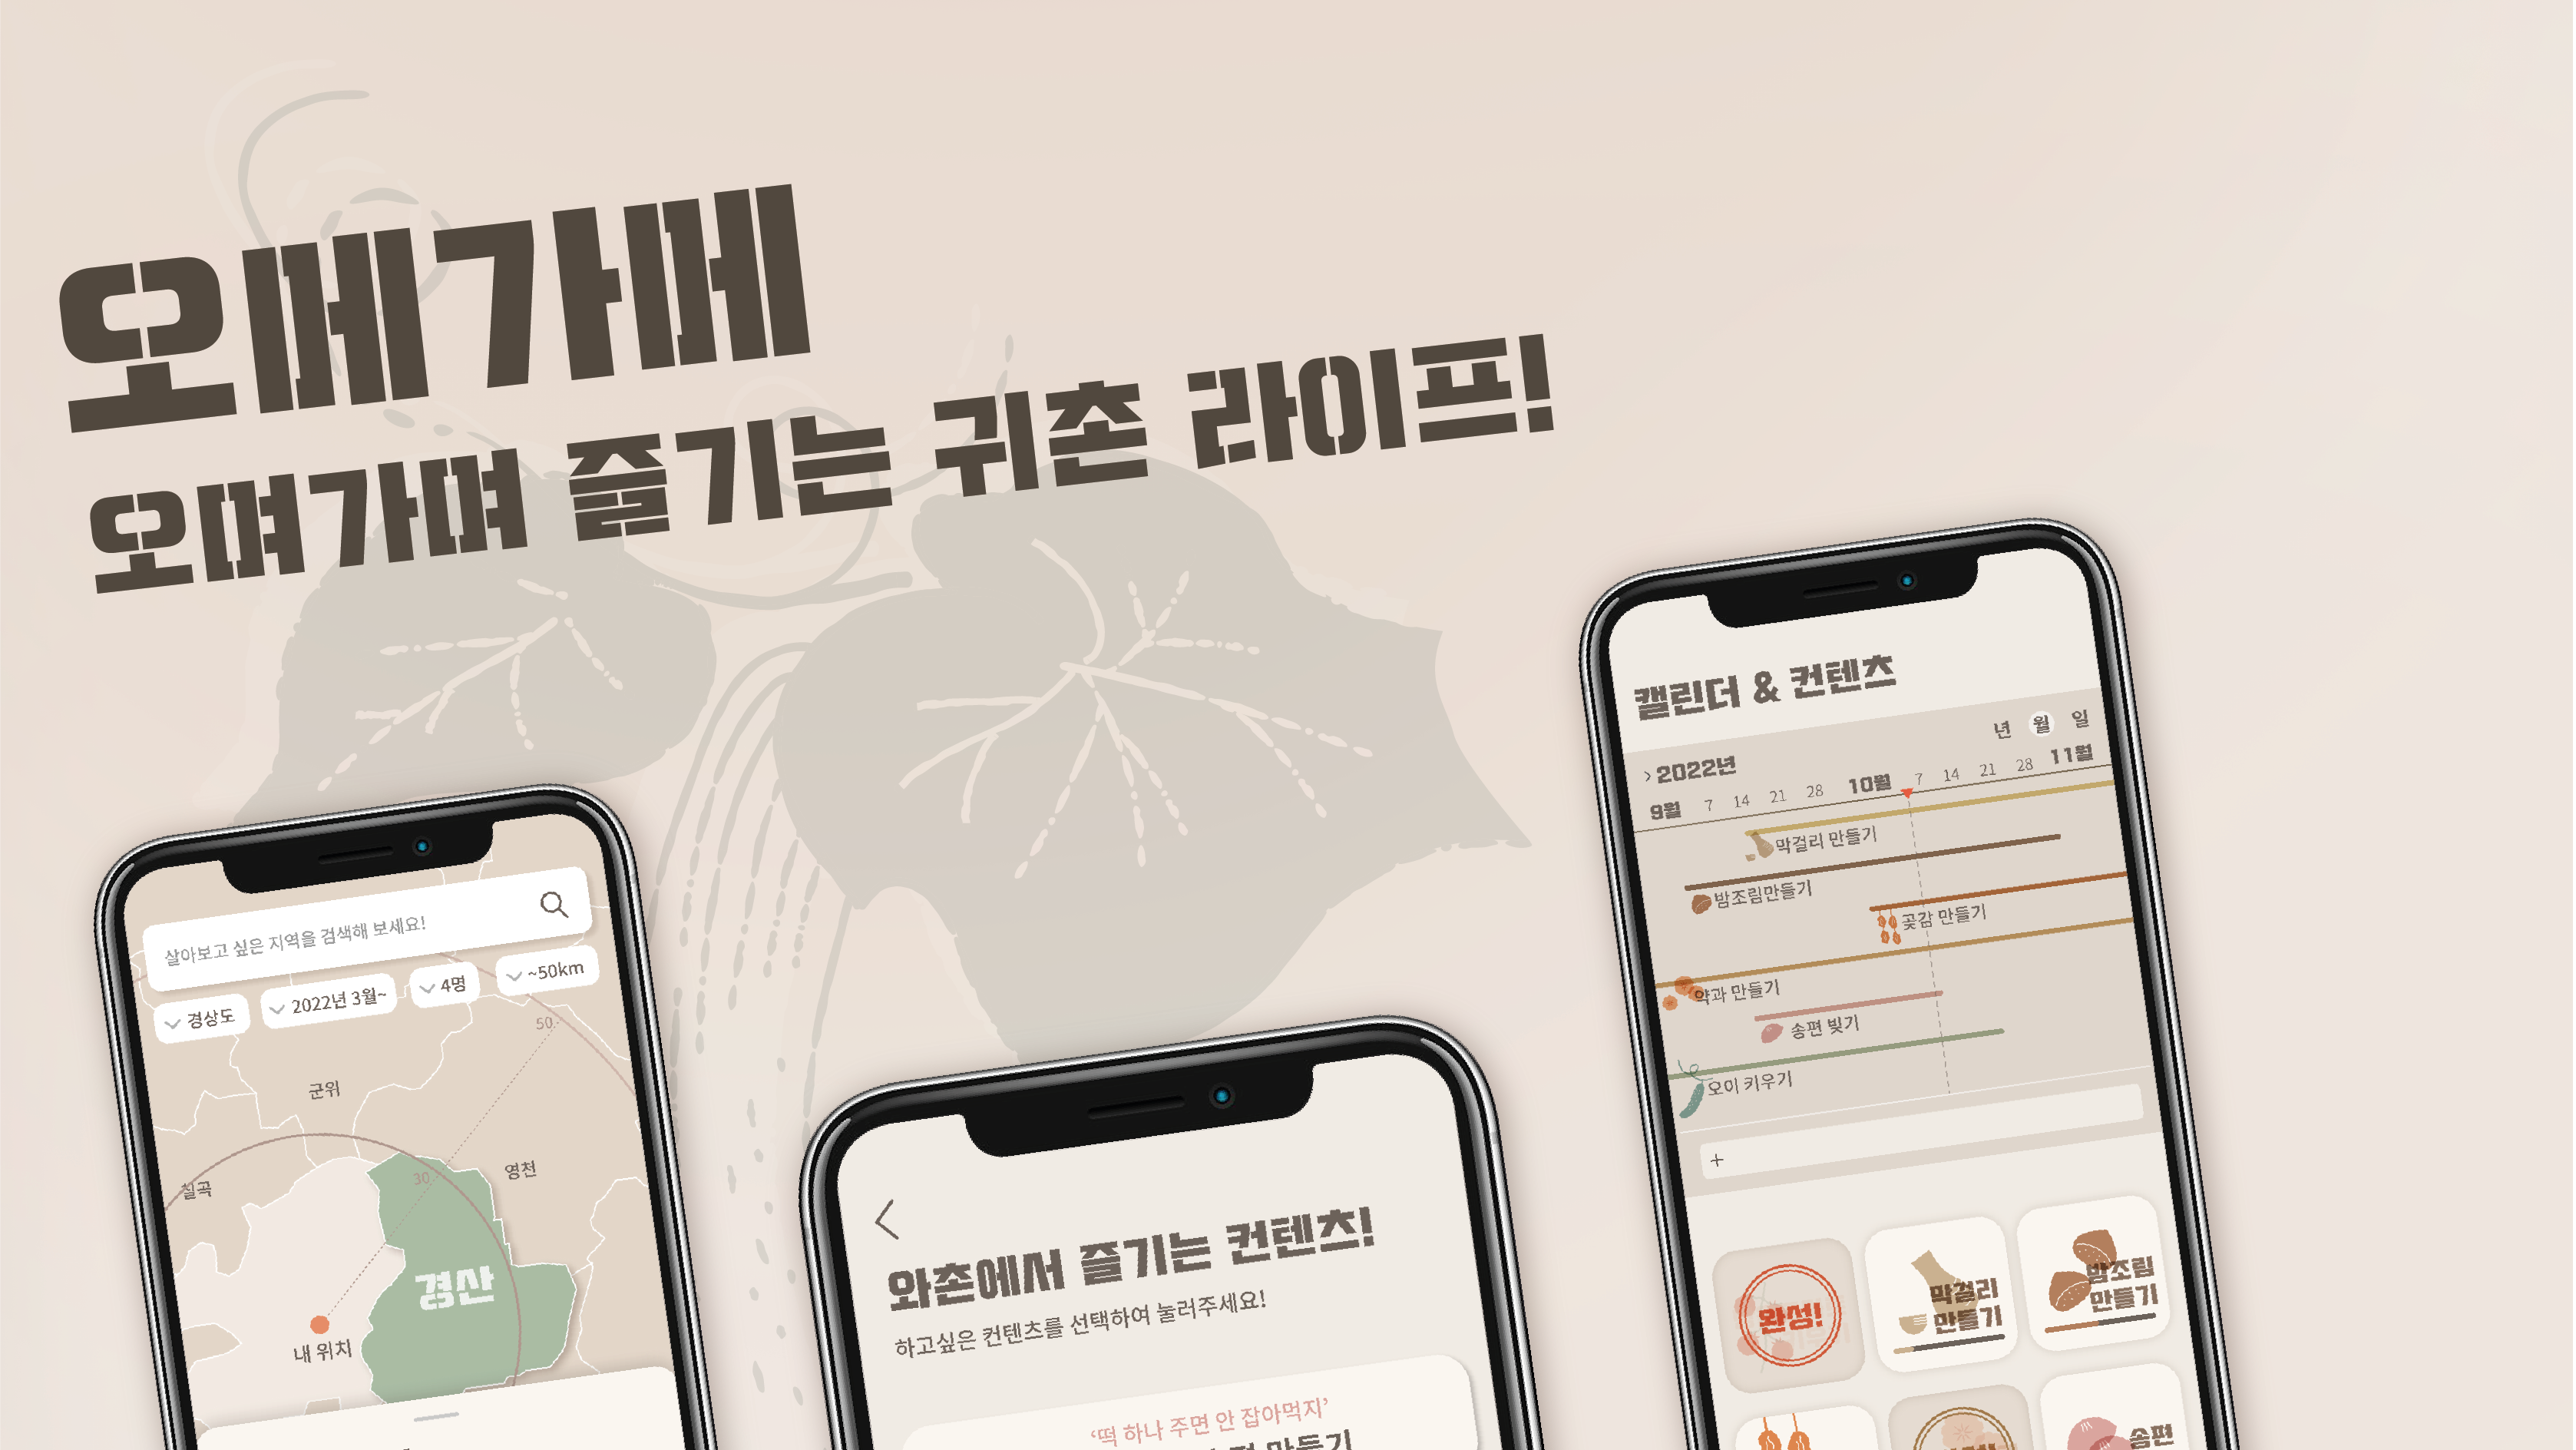 오메가메
오며가며 즐기는 귀촌 라이프!
살아보고 싶은 지역을 검색해 보세요!
경상도
2022년 3월~
4명
~50km
50
군위
영천
30
칠곡
경산
내 위치
와촌에서 즐기는 컨텐츠!
하고싶은 컨텐츠를 선택하여 눌러주세요!
‘떡 하나 주면 안 잡아먹지’
만들기
캘린더 & 컨텐츠
년 월 일
2022년
9월 7 14 21 28 10월 7 14 21 28 11월
막걸리 만들기
밤조림만들기
곶감 만들기
약과 만들기
송편 빚기
오이 키우기
+
완성!
막걸리
만들기
밤조림
만들기
송편